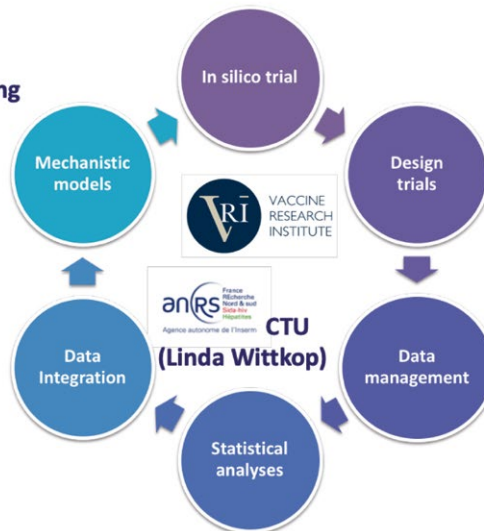 ng
In silico trial
Mechanistic
models
Design
trials
VRI
VACCINE
RESEARCH
INSTITUTE
anRS
France
REcherche
Nord & sud
Sida-hiv
Hépatites
Agence autonome de l'Inserm
CTU
(Linda Wittkop)
Data
Integration
Data
management
Statistical
analyses